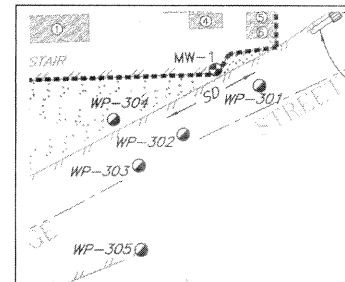 ①
④
⑤
⑥
STAIR
MW-1
WP-301
WP-304
SD
STREET
WP-302
WP-303
GE
WP-305